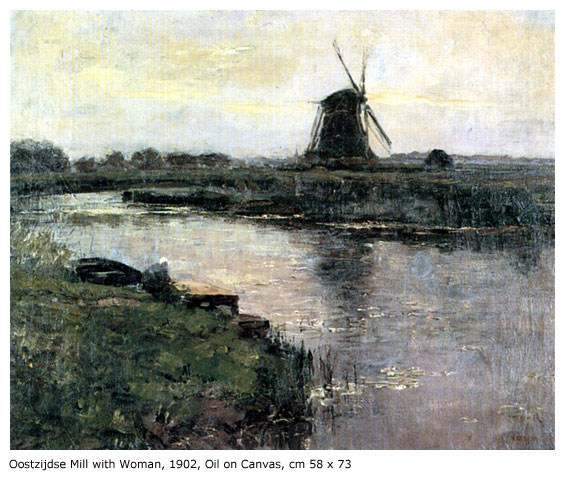 Oostzijdse Mill with Woman, 1902, Oil on Canvas, cm 58 x 73